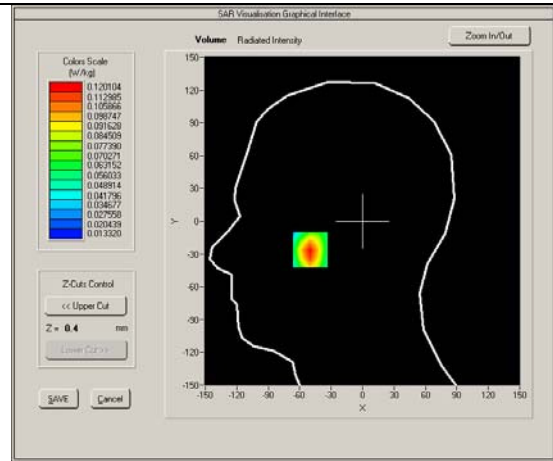 SAR Visualisation Graphical Interface
Volume Radiated Intensity
Zoom In/Out
Colors Scale
(W/kg)
0.120104
0.112985
0.105866
0.098747
0.091628
0.084509
0.077390
0.070271
0.063152
0.056033
0.048914
0.041796
0.034677
0.027558
0.020439
0.013320
Z-Cuts Control
<< Upper Cut
Z = 0.4 mm
Lower Cut >>
SAVE Cancel
Y
150
120
90
60
30
0
-30
-60
-90
-120
-150
-150 -120 -90 -60 -30 0 30 60 90 120 150
X